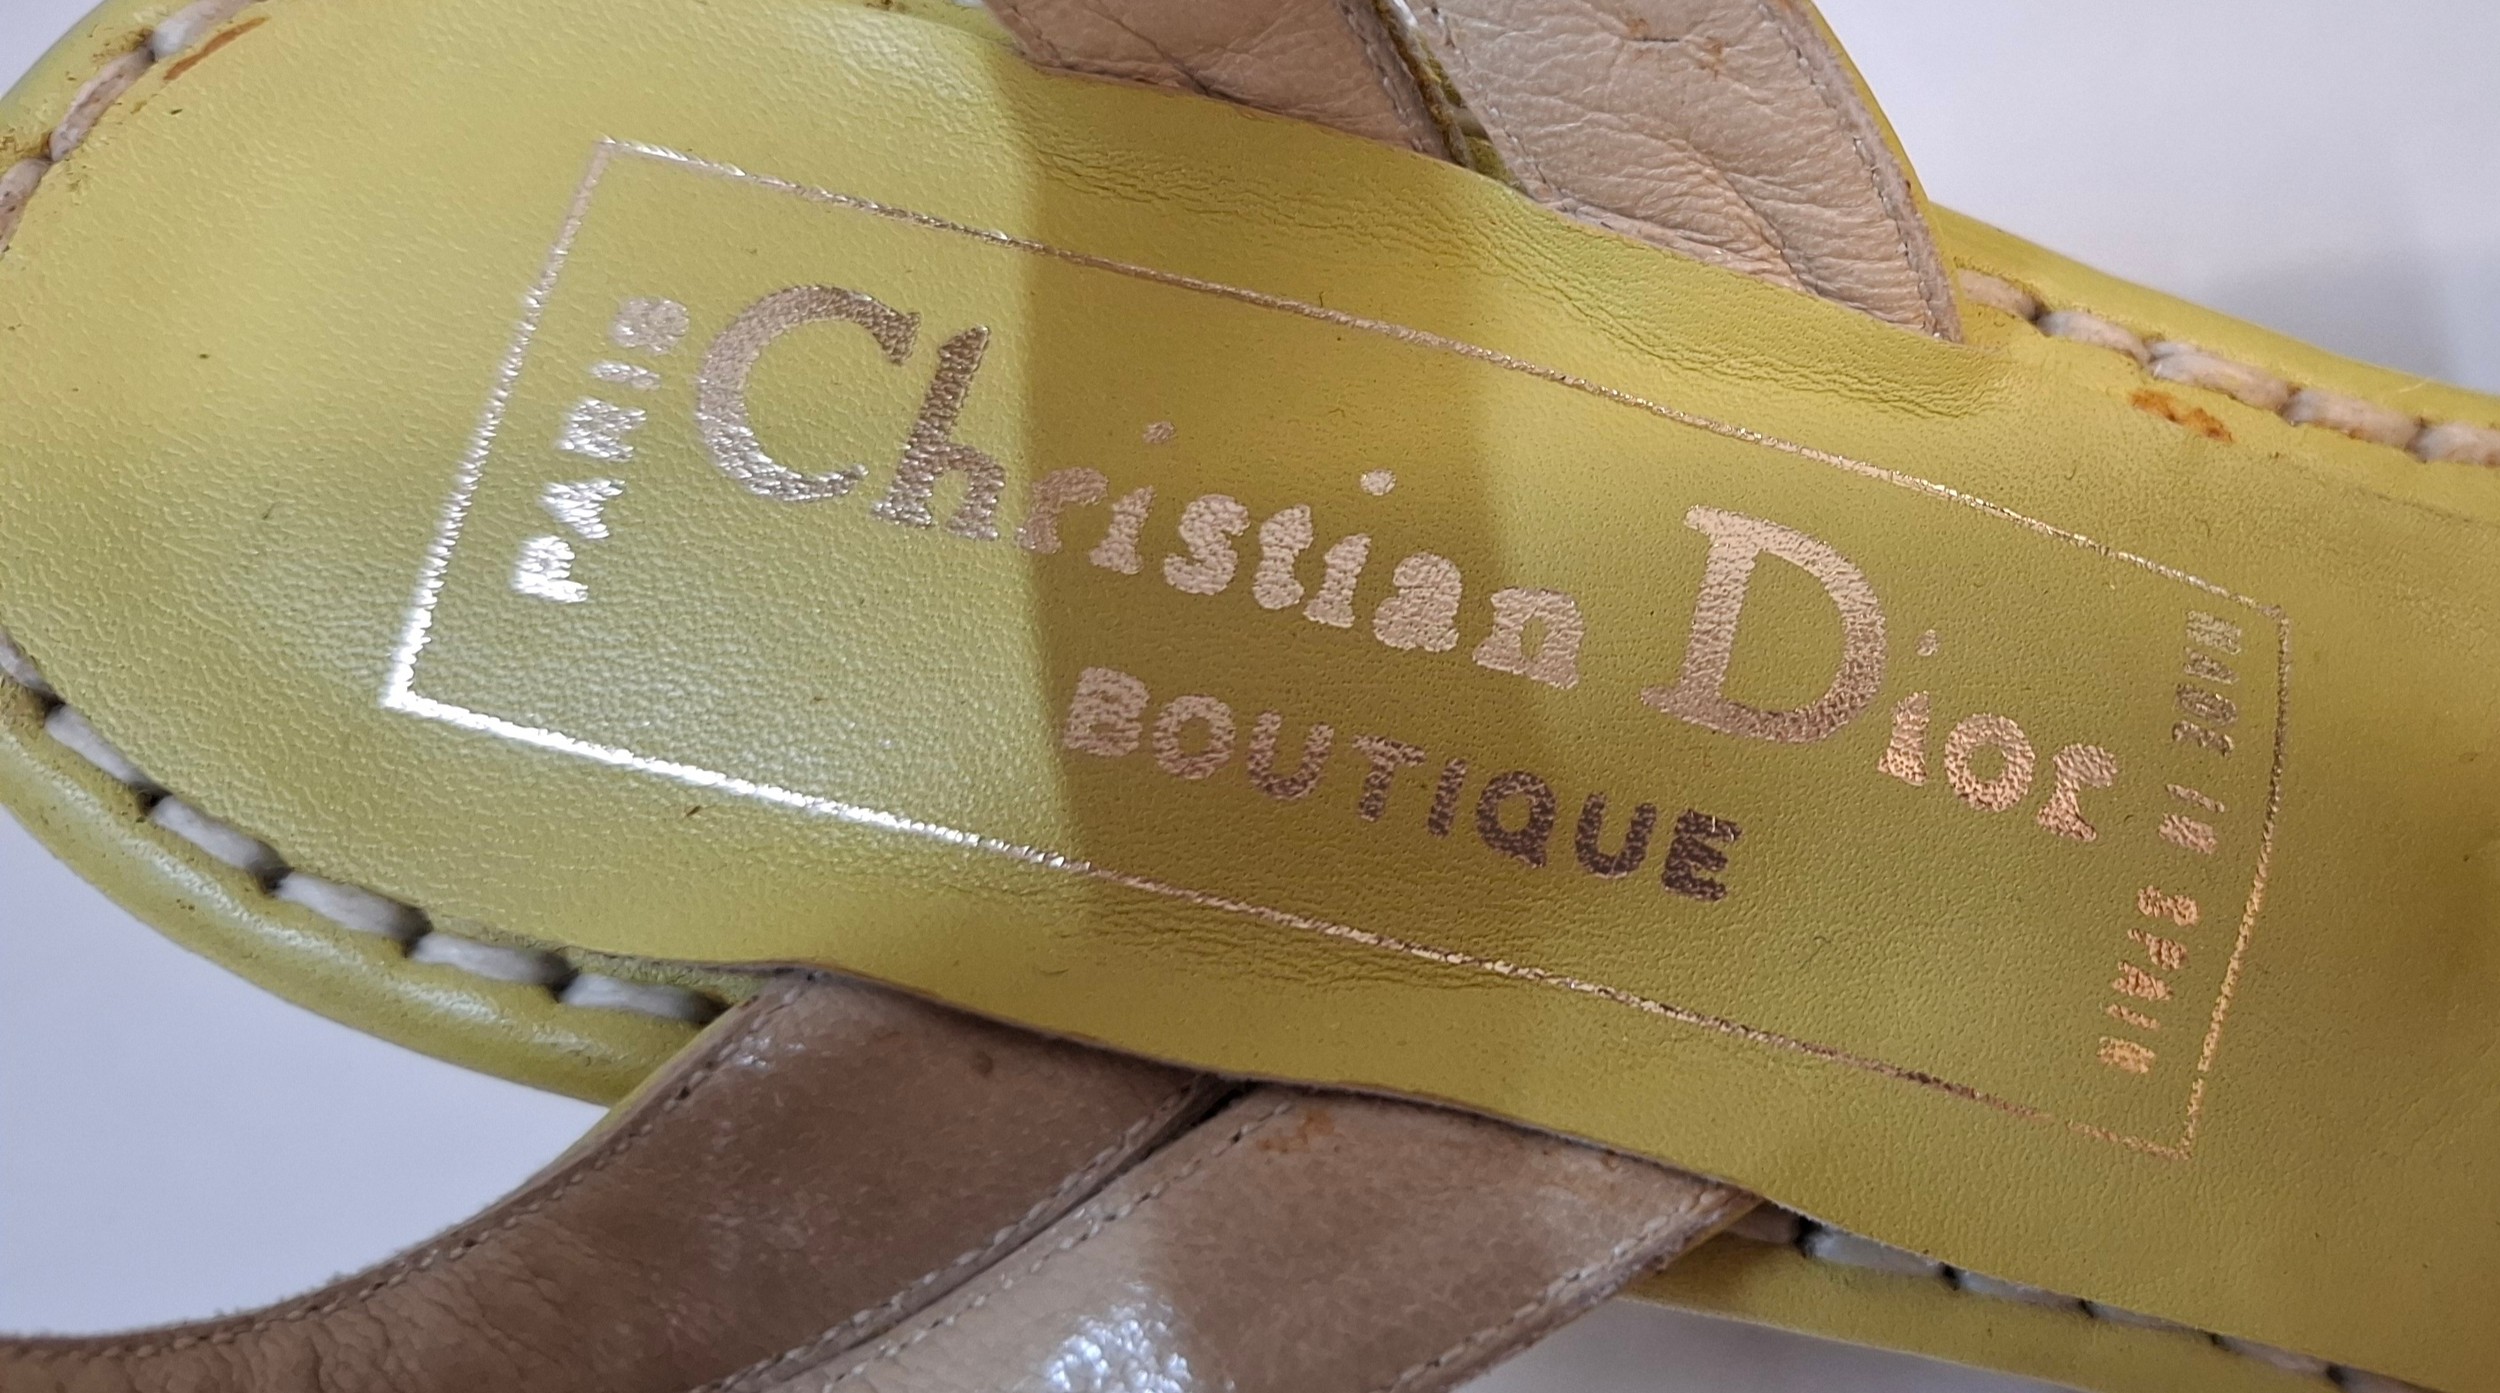 PARIS
Christian Dior
BOUTIQUE
MADE IN SPAIN